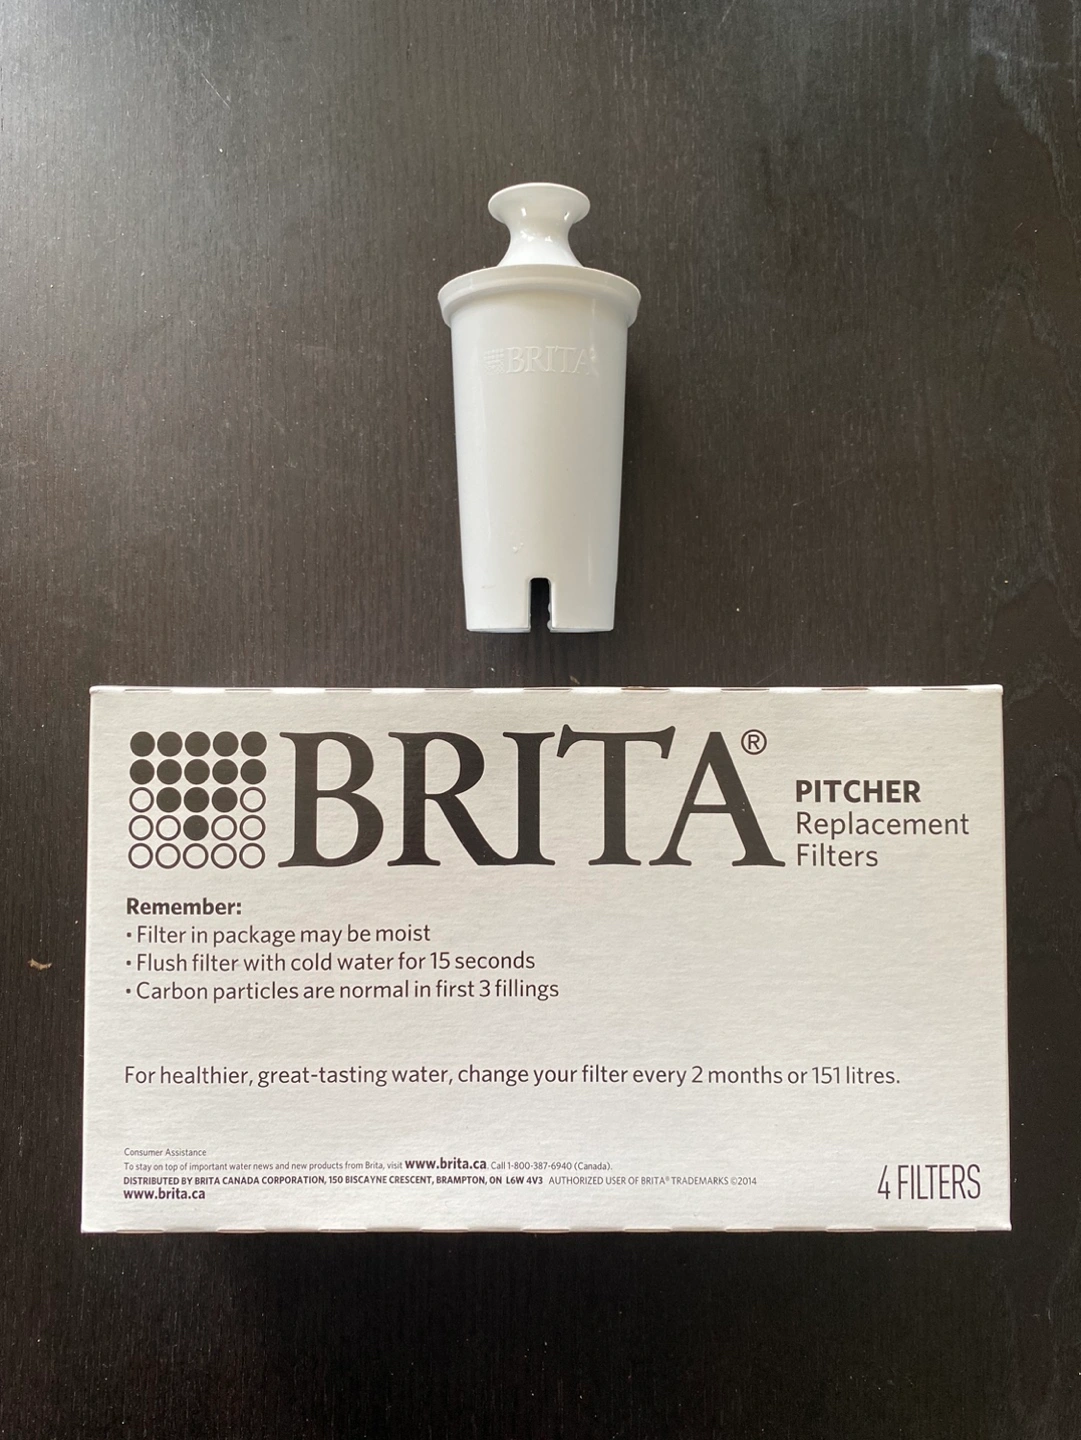 BRITA
BRITA®
PITCHER
Replacement
Filters
Remember:
• Filter in package may be moist
• Flush filter with cold water for 15 seconds
• Carbon particles are normal in first 3 fillings
For healthier, great-tasting water, change your filter every 2 months or 151 litres.
Consumer Assistance
To stay on top of important water news and new products from Brita, visit www.brita.ca. Call 1-800-387-6940 (Canada).
DISTRIBUTED BY BRITA CANADA CORPORATION, 150 BISCAYNE CRESCENT, BRAMPTON, ON L6W 4V3 AUTHORIZED USER OF BRITA® TRADEMARKS ©2014
www.brita.ca
4 FILTERS